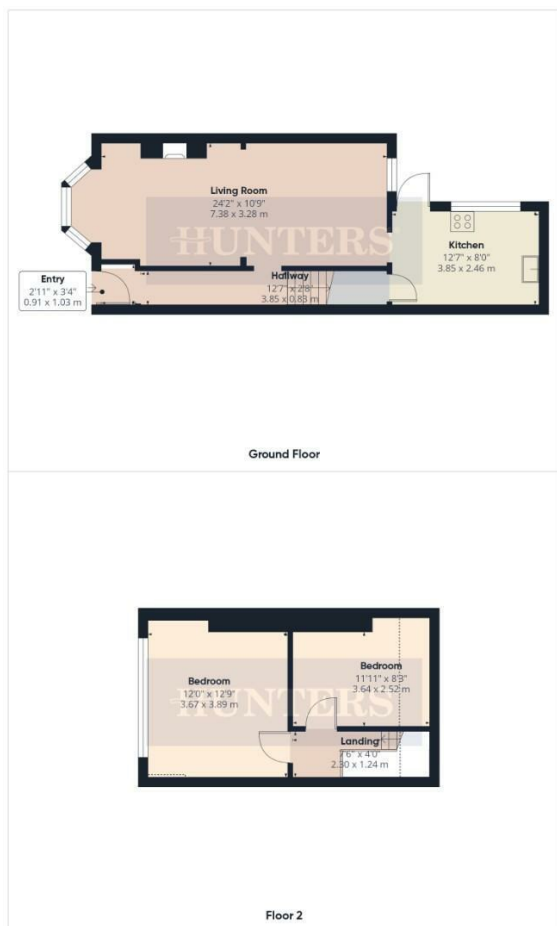 Living Room
24'2" x 10'9"
7.38 x 3.28 m
HUNTERS
Kitchen
12'7" x 8'0"
3.85 x 2.46 m
Entry
2'11" x 3'4"
0.91 x 1.03 m
Hallway
12'7" x 2'8"
3.85 x 0.83 m
Ground Floor
Bedroom
12'0" x 12'9"
3.67 x 3.89 m
Bedroom
11'11" x 8'3"
3.64 x 2.52 m
HUNTERS
Landing
7'6" x 4'0"
2.30 x 1.24 m
Floor 2